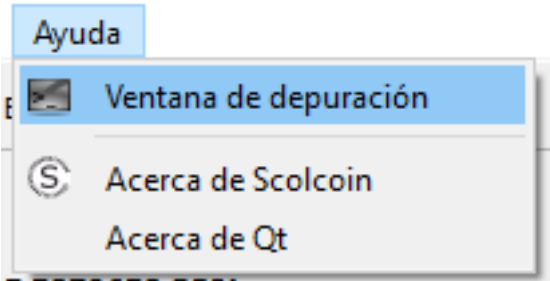 Ayuda
Ventana de depuración
Acerca de Scolcoin
Acerca de Qt